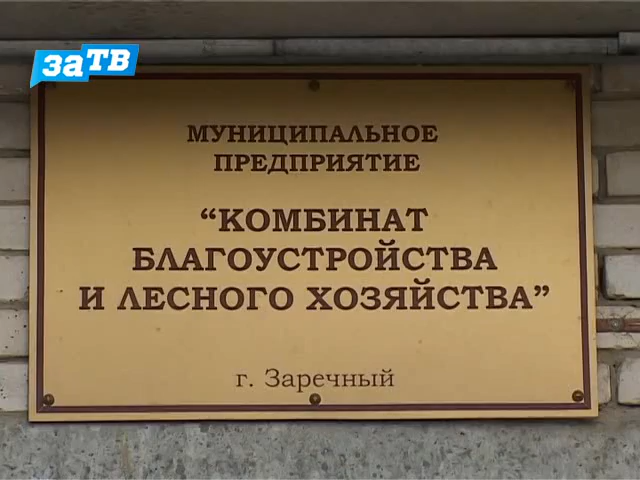 заТВ
МУНИЦИПАЛЬНОЕ
ПРЕДПРИЯТИЕ
“КОМБИНАТ
БЛАГОУСТРОЙСТВА
И ЛЕСНОГО ХОЗЯЙСТВА”
г. Заречный